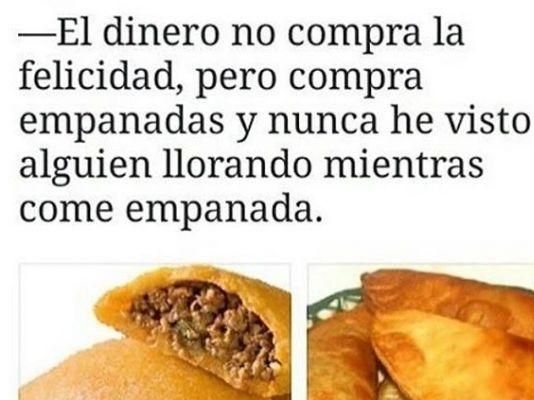 —El dinero no compra la
felicidad, pero compra
empanadas y nunca he visto
alguien llorando mientras
come empanada.